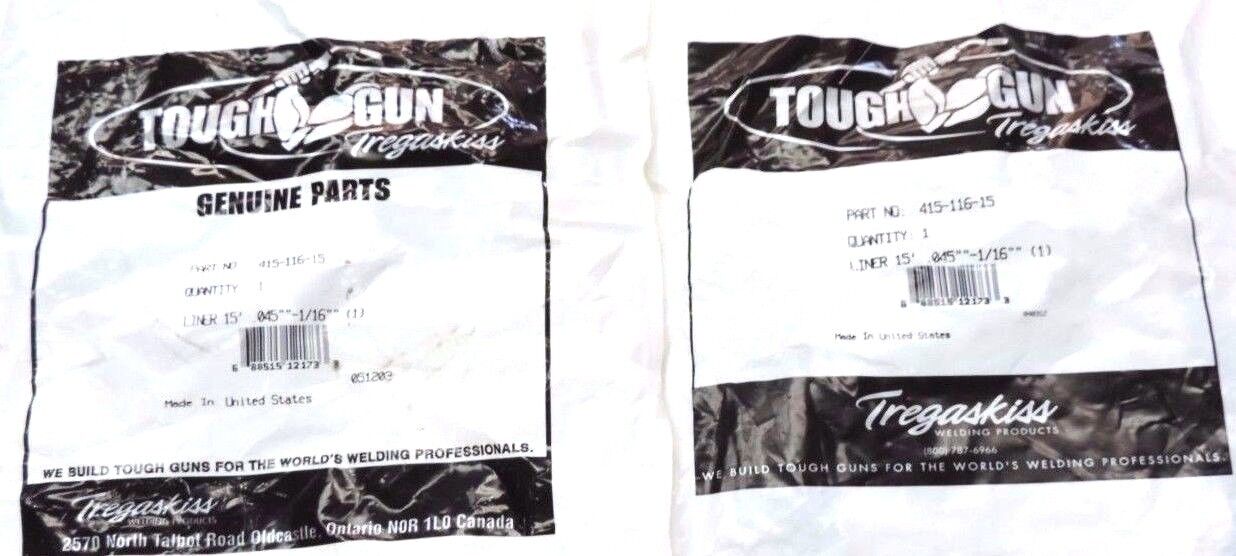 TOUGH GUN
Tregaskiss
GENUINE PARTS
PART NO 415-116-15
QUANTITY 1
LINER 15' .045""-1/16"" (1)
6 88515 12173 3
051203
Made In United States
WE BUILD TOUGH GUNS FOR THE WORLD'S WELDING PROFESSIONALS.
Tregaskiss
WELDING PRODUCTS
2570 North Talbot Road Oldcastle, Ontario N0R 1L0 Canada
TOUGH GUN
Tregaskiss
PART NO: 415-116-15
QUANTITY: 1
LINER 15' .045""-1/16"" (1)
6 88515 12173 3
Made In United States
Tregaskiss
WELDING PRODUCTS
(800) 787-6966
WE BUILD TOUGH GUNS FOR THE WORLD'S WELDING PROFESSIONALS.